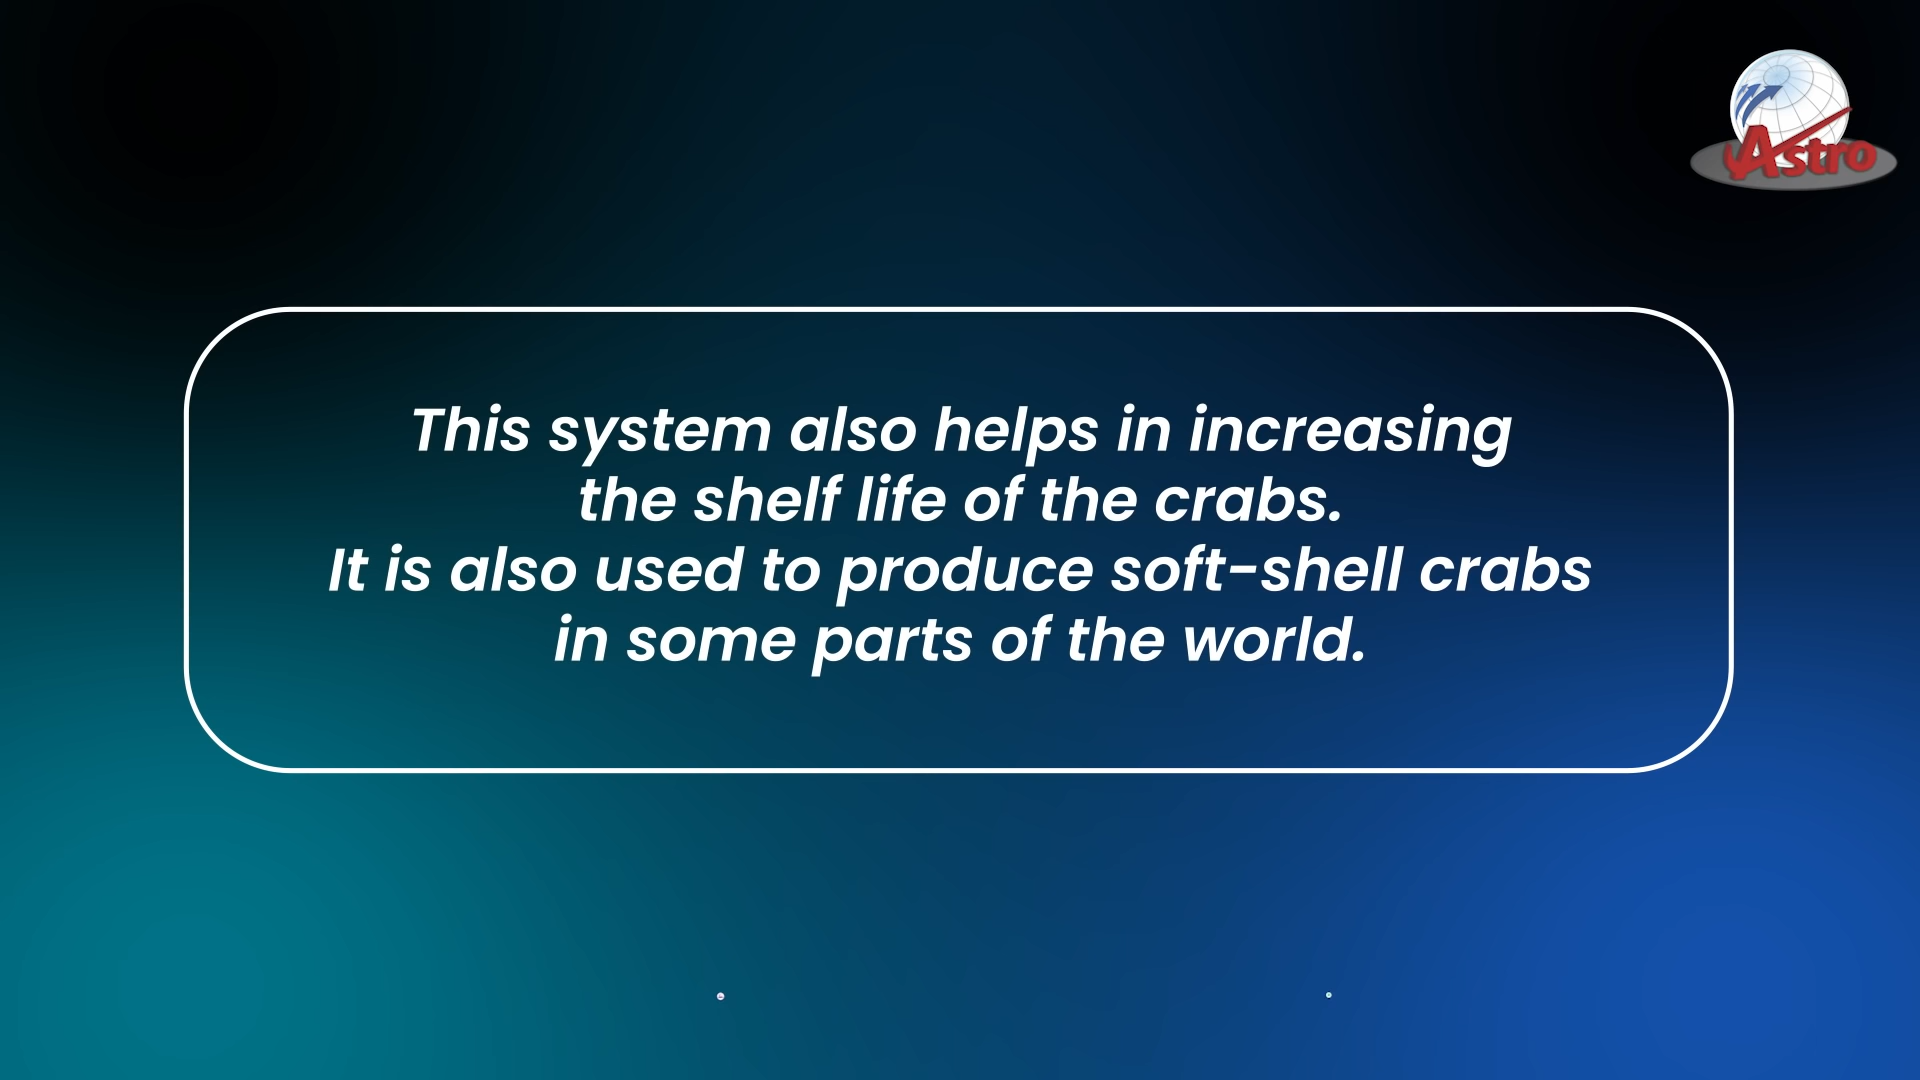 Astro
This system also helps in increasing
the shelf life of the crabs.
It is also used to produce soft-shell crabs
in some parts of the world.